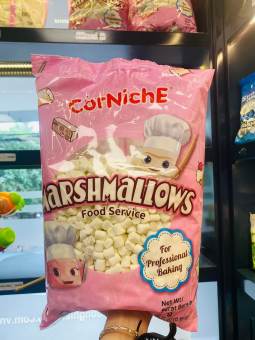 CorNiche
MARSHMALLOWS
Food Service
For
Professional
Baking